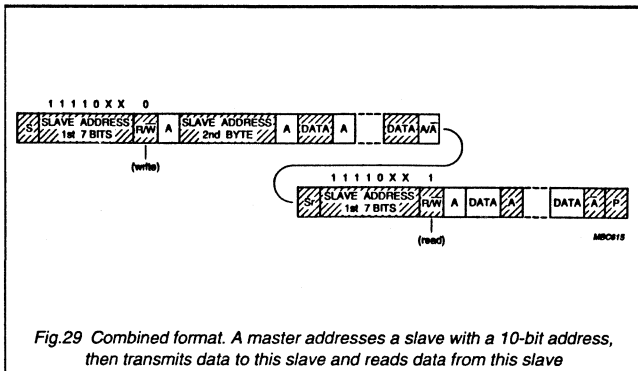 1 1 1 1 0 X X 0
S SLAVE ADDRESS 1st 7 BITS R/W̅ A SLAVE ADDRESS 2nd BYTE A DATA A DATA A/A̅
(write)
1 1 1 1 0 X X 1
Sr SLAVE ADDRESS 1st 7 BITS R/W̅ A DATA A DATA A̅ P
(read)
MBC615
Fig.29 Combined format. A master addresses a slave with a 10-bit address,
then transmits data to this slave and reads data from this slave